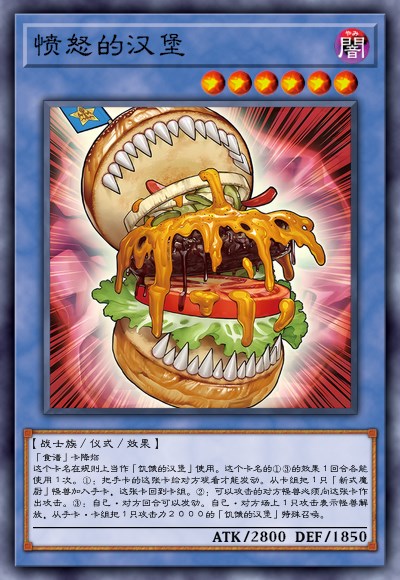 愤怒的汉堡
やみ
闇
【战士族/仪式/效果】
「食谱」卡降临
这个卡名在规则上当作「饥饿的汉堡」使用。这个卡名的①③的效果1回合各能
使用1次。①：把手卡的这张卡给对方观看才能发动。从卡组把1只「新式魔
厨」怪兽加入手卡，这张卡回到卡组。②：可以攻击的对方怪兽必须向这张卡作
出攻击。③：自己·对方回合可以发动。自己·对方场上1只攻击表示怪兽解
放，从手卡·卡组把1只攻击力2000的「饥饿的汉堡」特殊召唤。
ATK/2800 DEF/1850